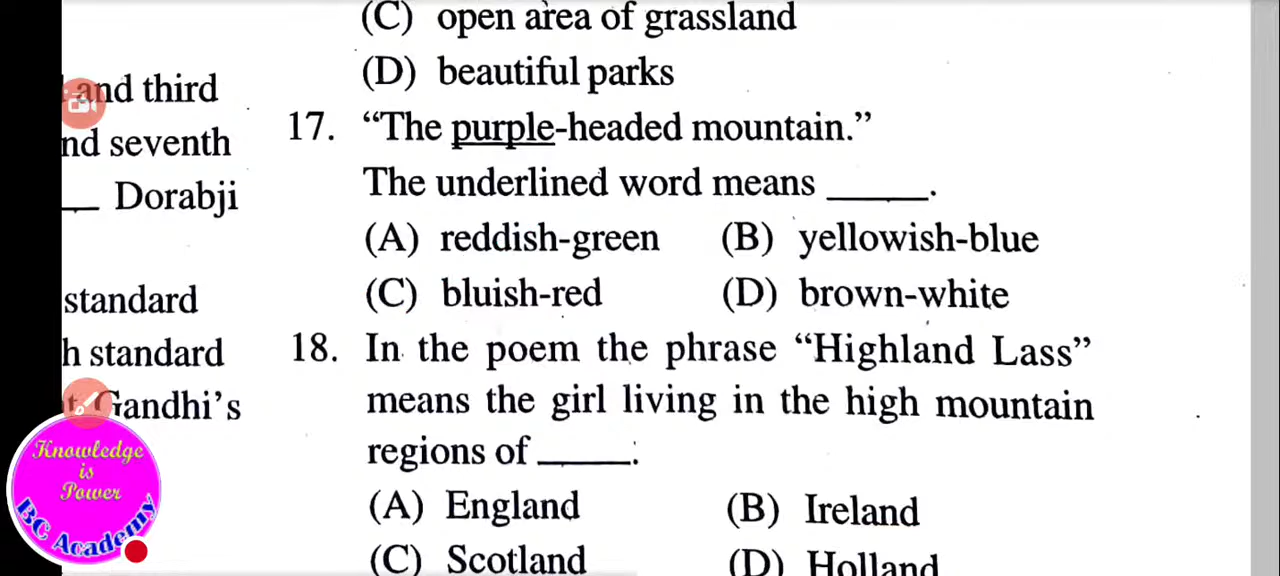 (C) open area of grassland
(D) beautiful parks
and third
nd seventh
___ Dorabji
standard
h standard
t Gandhi's
17. “The purple-headed mountain.”
The underlined word means _____.
(A) reddish-green (B) yellowish-blue
(C) bluish-red (D) brown-white
18. In the poem the phrase “Highland Lass”
means the girl living in the high mountain
regions of _____.
(A) England (B) Ireland
(C) Scotland (D) Holland
Knowledge
is
Power
BC Academy